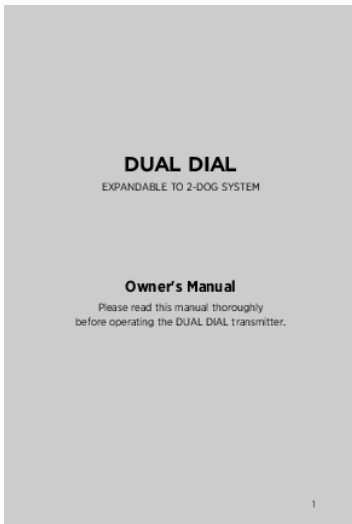 DUAL DIAL
EXPANDABLE TO 2-DOG SYSTEM
Owner's Manual
Please read this manual thoroughly
before operating the DUAL DIAL transmitter.
1